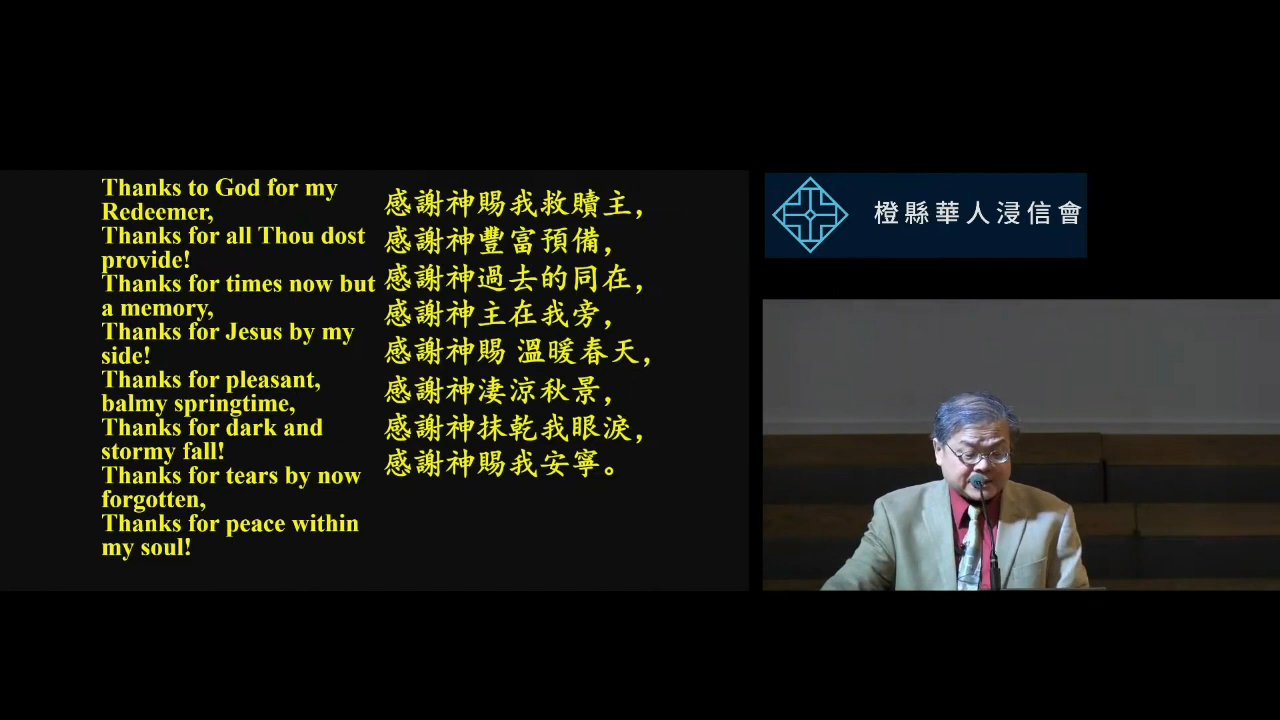 Thanks to God for my
Redeemer,
Thanks for all Thou dost
provide!
Thanks for times now but
a memory,
Thanks for Jesus by my
side!
Thanks for pleasant,
balmy springtime,
Thanks for dark and
stormy fall!
Thanks for tears by now
forgotten,
Thanks for peace within
my soul!
感謝神賜我救贖主，
感謝神豐富預備，
感謝神過去的同在，
感謝神主在我旁，
感謝神賜 溫暖春天，
感謝神淒涼秋景，
感謝神抹乾我眼淚，
感謝神賜我安寧。
橙縣華人浸信會